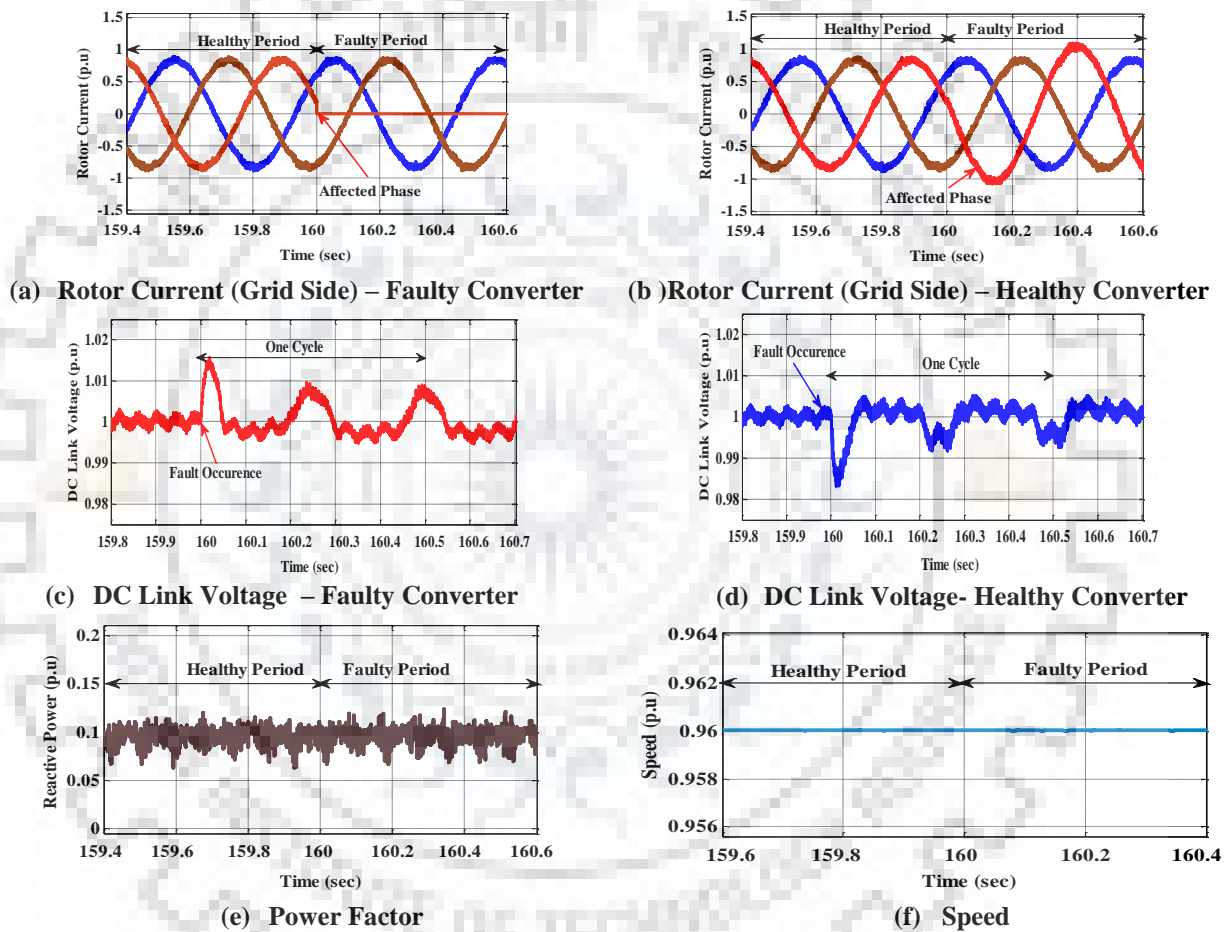 1.5
1
0.5
0
-0.5
-1
-1.5
Rotor Current (p.u)
Healthy Period
Faulty Period
Affected Phase
159.4 159.6 159.8 160 160.2 160.4 160.6
Time (sec)
(a) Rotor Current (Grid Side) – Faulty Converter
1.5
1
0.5
0
-0.5
-1
-1.5
Rotor Current (p.u)
Healthy Period
Faulty Period
Affected Phase
159.4 159.6 159.8 160 160.2 160.4 160.6
Time (sec)
(b )Rotor Current (Grid Side) – Healthy Converter
1.02
1.01
1
0.99
0.98
DC Link Voltage (p.u)
One Cycle
Fault Occurence
159.8 159.9 160 160.1 160.2 160.3 160.4 160.5 160.6 160.7
Time (sec)
(c) DC Link Voltage – Faulty Converter
1.02
1.01
1
0.99
0.98
DC Link Voltage (p.u)
Fault Occurence
One Cycle
159.8 159.9 160 160.1 160.2 160.3 160.4 160.5 160.6 160.7
Time (sec)
(d) DC Link Voltage- Healthy Converter
0.2
0.15
0.1
0.05
0
Reactive Power (p.u)
Healthy Period
Faulty Period
159.4 159.6 159.8 160 160.2 160.4 160.6
Time (sec)
(e) Power Factor
0.964
0.962
0.96
0.958
0.956
Speed (p.u)
Healthy Period
Faulty Period
159.6 159.8 160 160.2 160.4
Time (sec)
(f) Speed